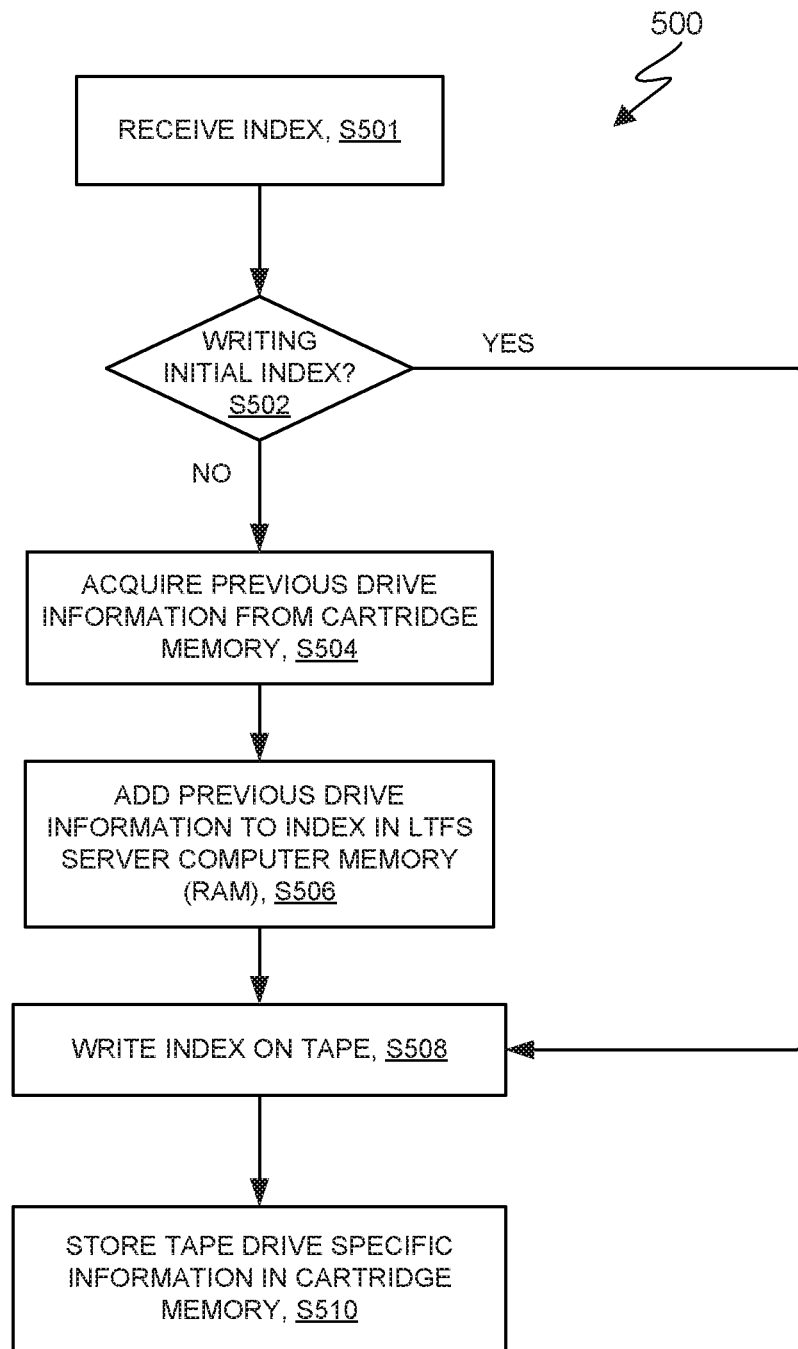 500
RECEIVE INDEX, S501
WRITING
INITIAL INDEX?
S502
YES
NO
ACQUIRE PREVIOUS DRIVE
INFORMATION FROM CARTRIDGE
MEMORY, S504
ADD PREVIOUS DRIVE
INFORMATION TO INDEX IN LTFS
SERVER COMPUTER MEMORY
(RAM), S506
WRITE INDEX ON TAPE, S508
STORE TAPE DRIVE SPECIFIC
INFORMATION IN CARTRIDGE
MEMORY, S510